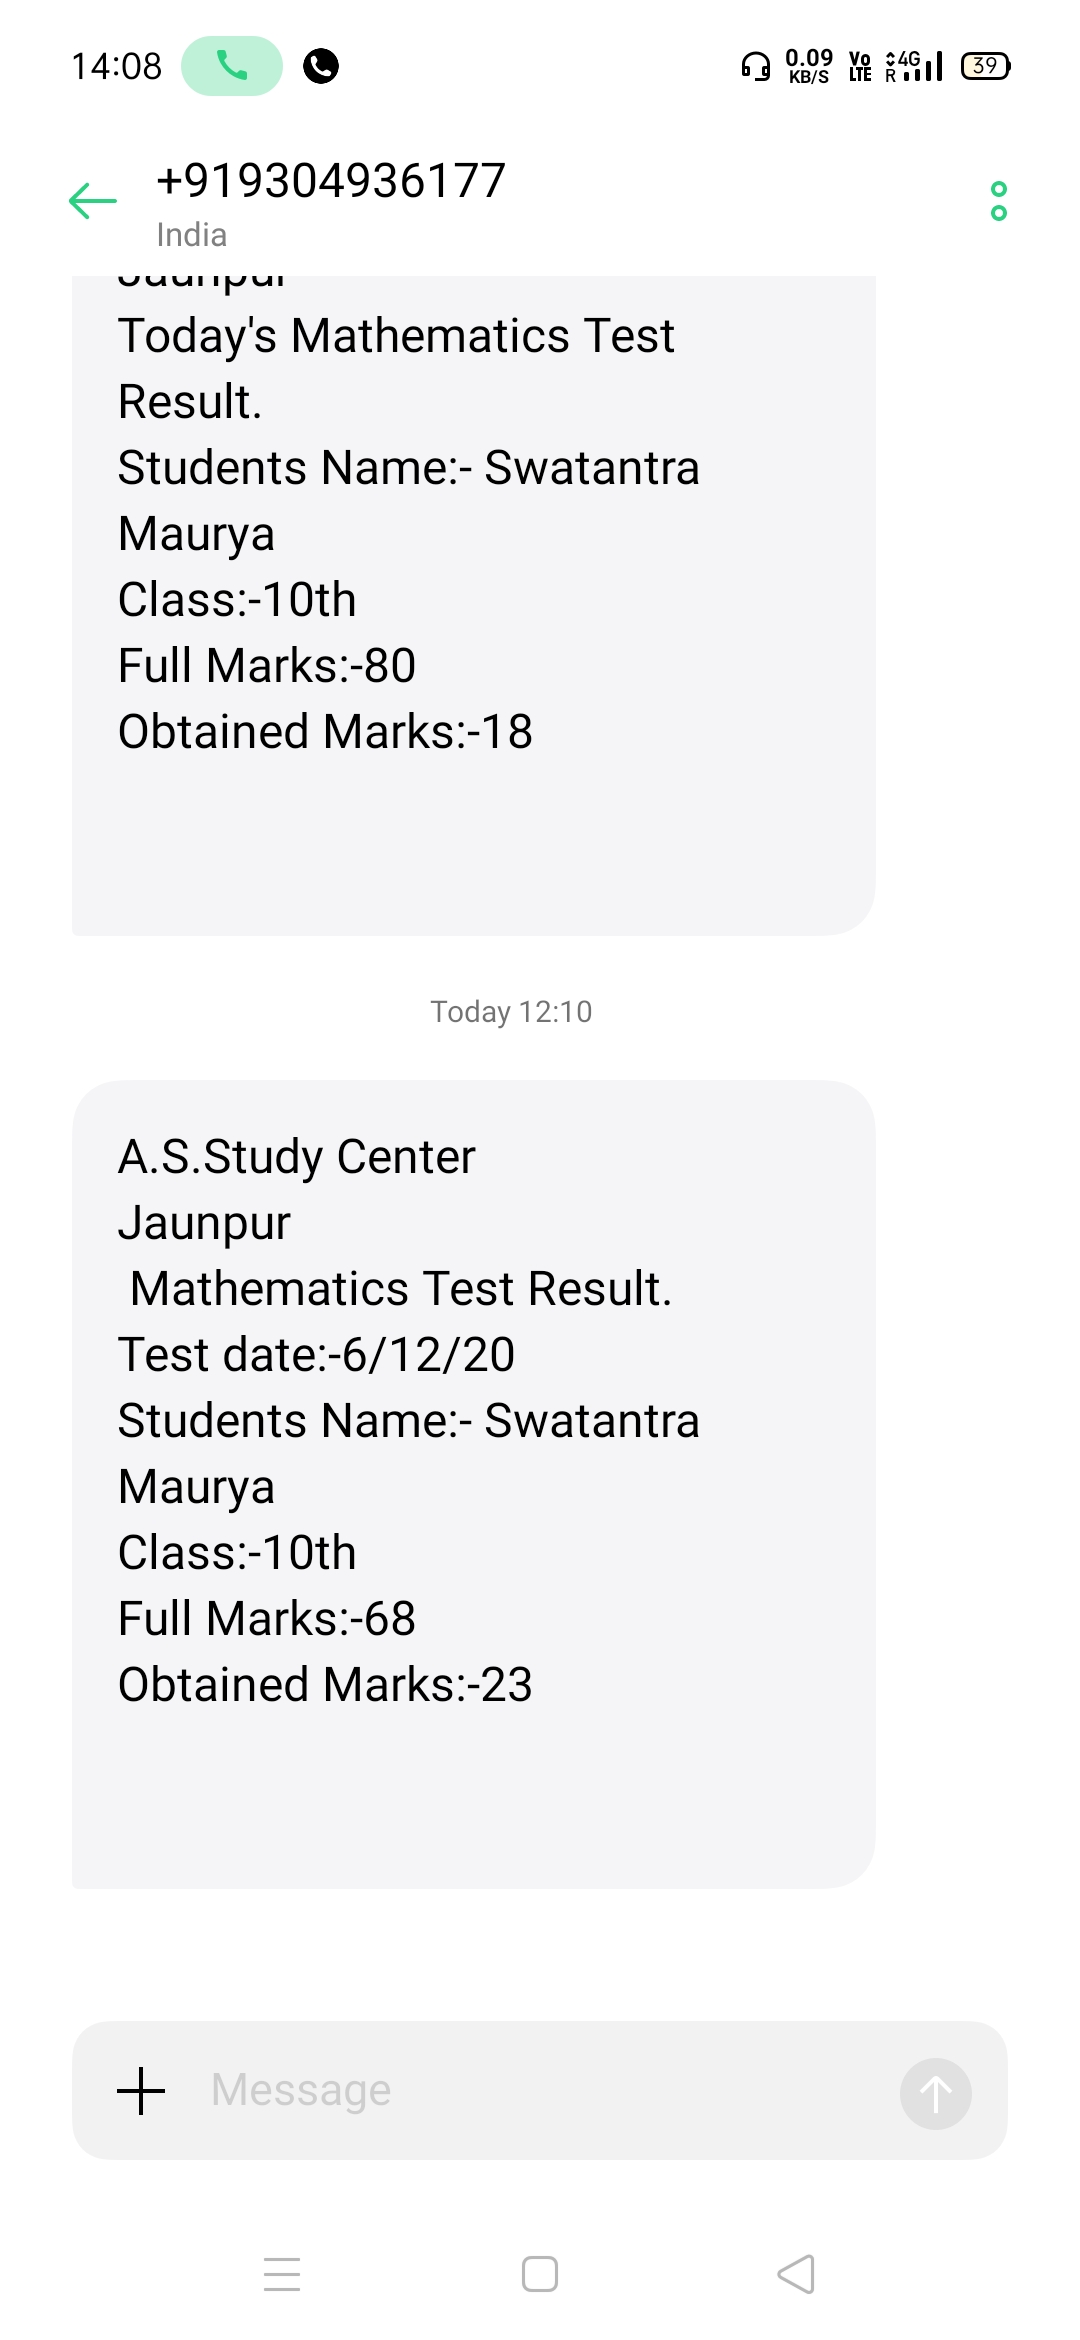 14:08
0.09
KB/S
Vo
LTE
4G
R
39
+919304936177
India
Jaunpur
Today's Mathematics Test
Result.
Students Name:- Swatantra
Maurya
Class:-10th
Full Marks:-80
Obtained Marks:-18
Today 12:10
A.S.Study Center
Jaunpur
Mathematics Test Result.
Test date:-6/12/20
Students Name:- Swatantra
Maurya
Class:-10th
Full Marks:-68
Obtained Marks:-23
Message